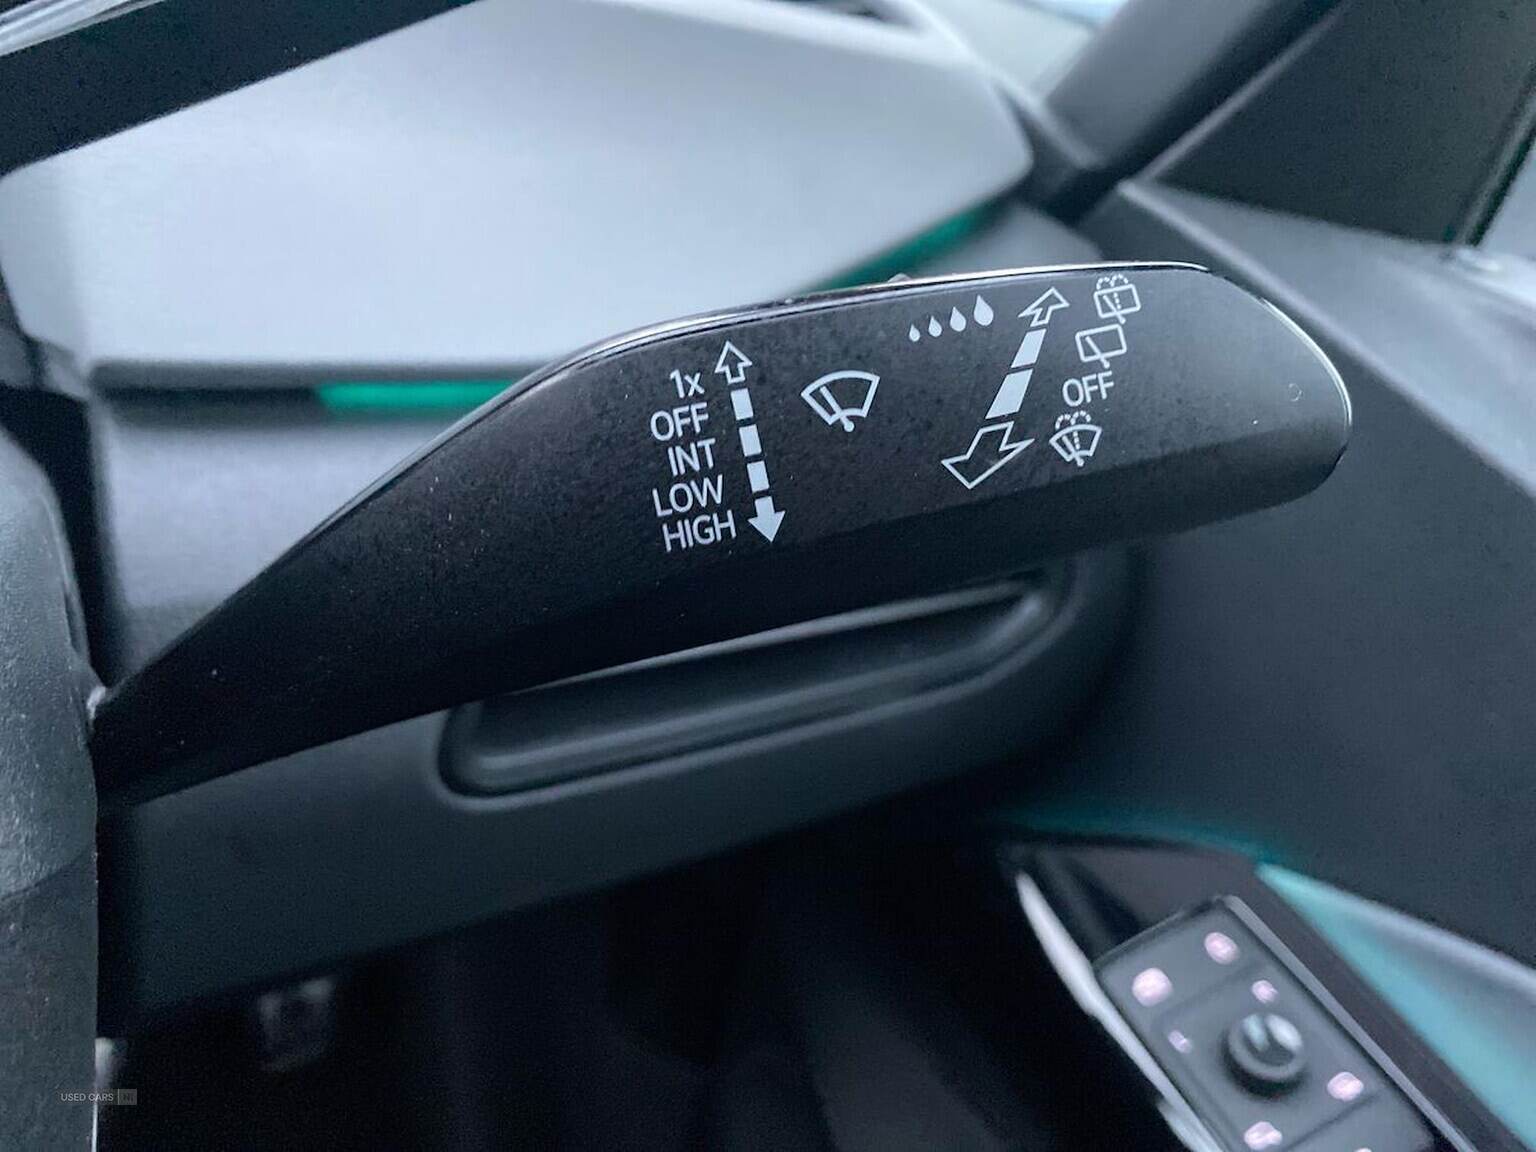 1x
OFF
INT
LOW
HIGH
OFF
USED CARS NI